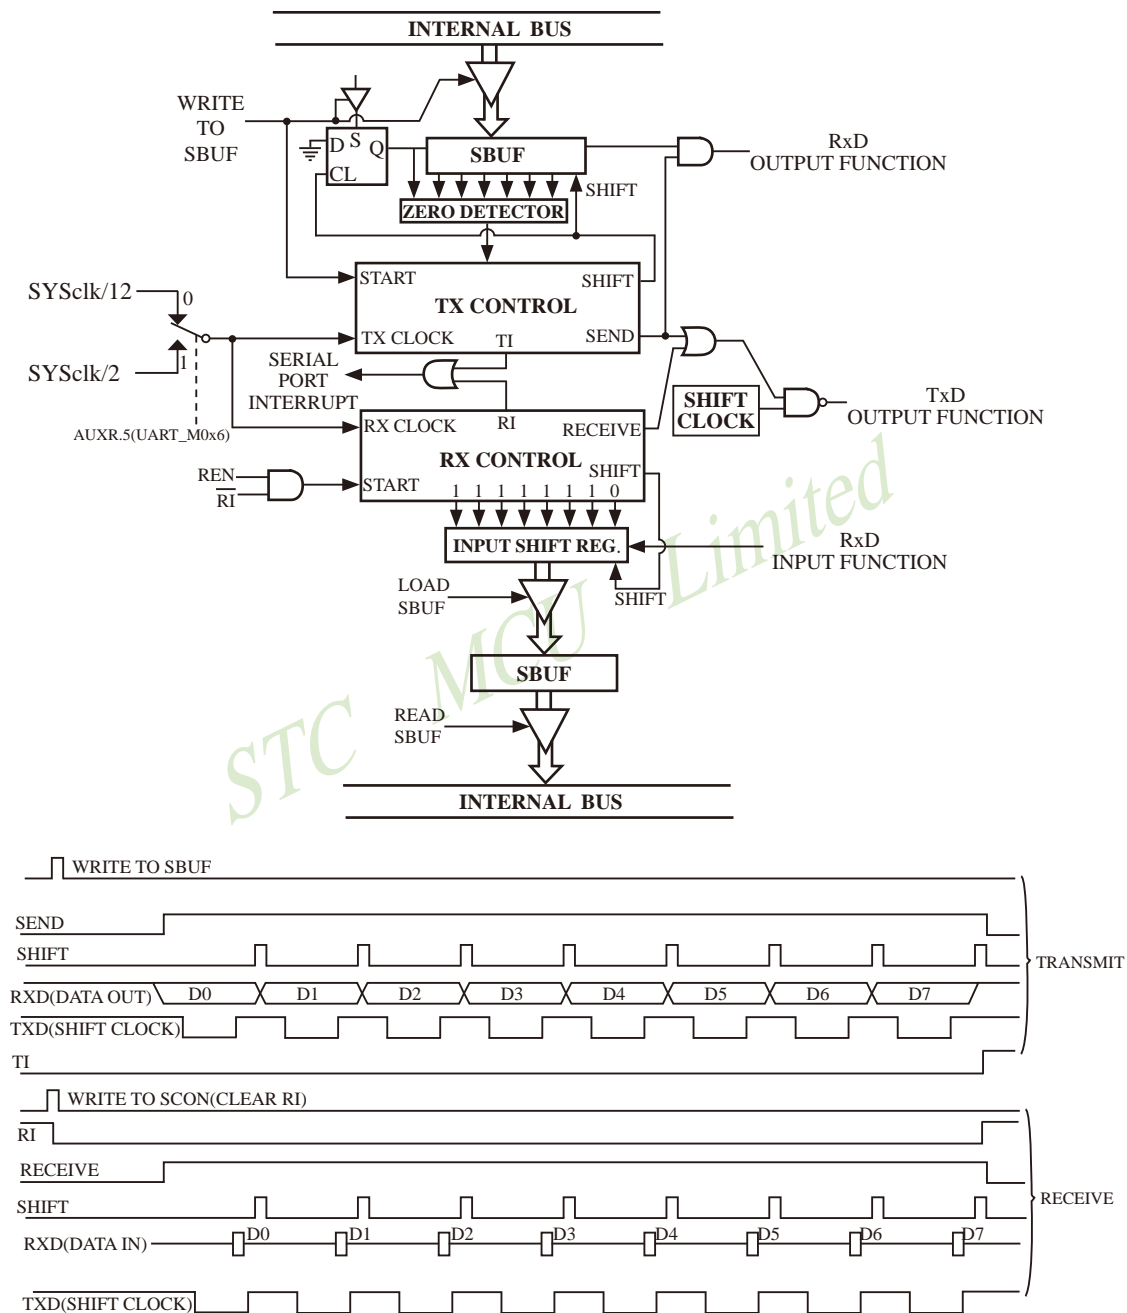 INTERNAL BUS
WRITE
TO
SBUF
D
S
Q
CL
SBUF
RxD
OUTPUT FUNCTION
SHIFT
ZERO DETECTOR
START
SHIFT
TX CONTROL
SYSclk/12
0
TX CLOCK
TI
SEND
SYSclk/2
1
SERIAL
PORT
INTERRUPT
SHIFT
CLOCK
TxD
OUTPUT FUNCTION
AUXR.5(UART_M0x6)
RX CLOCK
RI
RECEIVE
RX CONTROL
SHIFT
REN
RI
START
1 1 1 1 1 1 1 0
INPUT SHIFT REG.
RxD
INPUT FUNCTION
LOAD
SBUF
SHIFT
SBUF
READ
SBUF
INTERNAL BUS
STC MCU Limited
WRITE TO SBUF
SEND
SHIFT
TRANSMIT
RXD(DATA OUT) D0 D1 D2 D3 D4 D5 D6 D7
TXD(SHIFT CLOCK)
TI
WRITE TO SCON(CLEAR RI)
RI
RECEIVE
SHIFT
RECEIVE
RXD(DATA IN) D0 D1 D2 D3 D4 D5 D6 D7
TXD(SHIFT CLOCK)